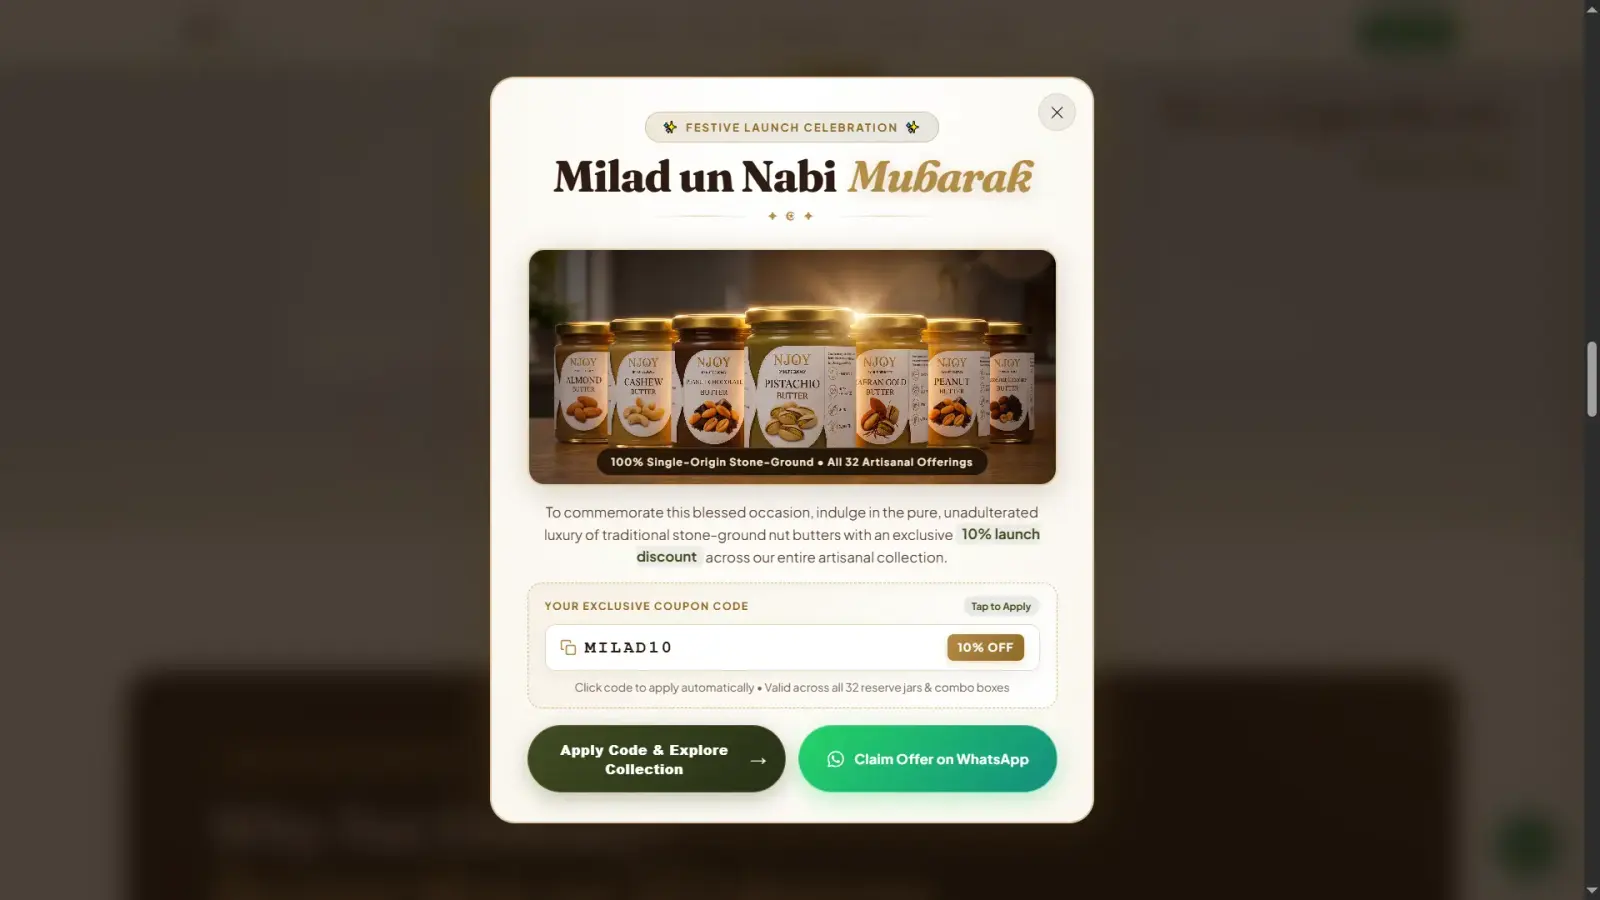 ✨ FESTIVE LAUNCH CELEBRATION ✨
Milad un Nabi Mubarak
NJOY
ALMOND
BUTTER
NJOY
CASHEW
BUTTER
NJOY
BUTTER
NJOY
PISTACHIO
BUTTER
NJOY
GOLD
BUTTER
NJOY
PEANUT
BUTTER
NJOY
BUTTER
100% Single-Origin Stone-Ground • All 32 Artisanal Offerings
To commemorate this blessed occasion, indulge in the pure, unadulterated
luxury of traditional stone-ground nut butters with an exclusive 10% launch
discount across our entire artisanal collection.
YOUR EXCLUSIVE COUPON CODE
Tap to Apply
MILAD10
10% OFF
Click code to apply automatically • Valid across all 32 reserve jars & combo boxes
Apply Code & Explore
Collection →
Claim Offer on WhatsApp